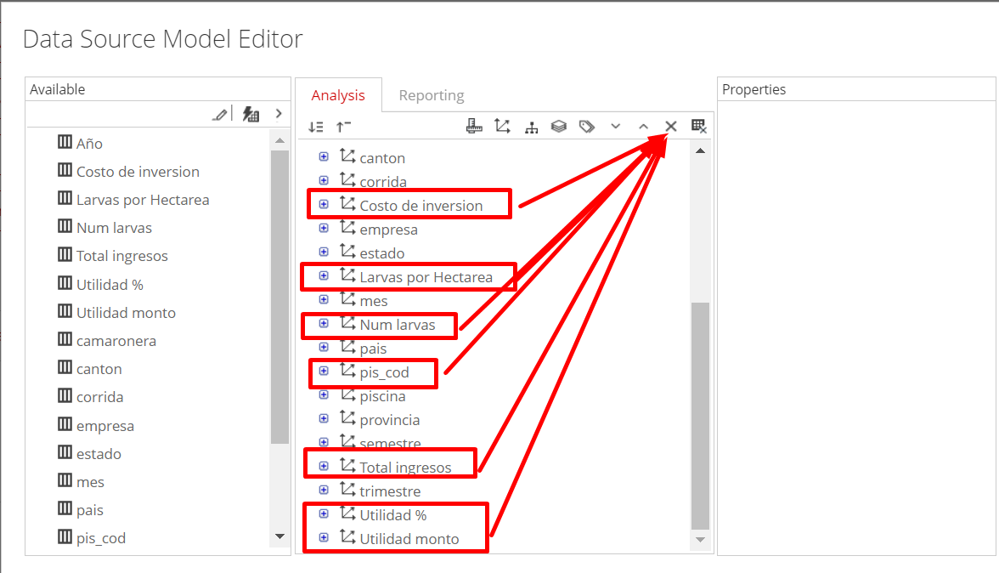 Data Source Model Editor
Available
Año
Costo de inversion
Larvas por Hectarea
Num larvas
Total ingresos
Utilidad %
Utilidad monto
camaronera
canton
corrida
empresa
estado
mes
pais
pis_cod
Analysis
Reporting
canton
corrida
Costo de inversion
empresa
estado
Larvas por Hectarea
mes
Num larvas
pais
pis_cod
piscina
provincia
semestre
Total ingresos
trimestre
Utilidad %
Utilidad monto
Properties